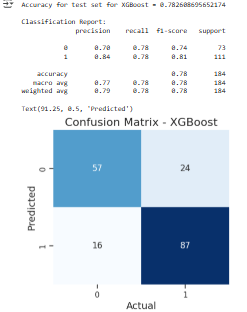 Accuracy for test set for XGBoost = 0.782608695652174
Classification Report:
precision recall f1-score support
0 0.70 0.78 0.74 73
1 0.84 0.78 0.81 111
accuracy 0.78 184
macro avg 0.77 0.78 0.78 184
weighted avg 0.79 0.78 0.78 184
Text(91.25, 0.5, 'Predicted')
Confusion Matrix - XGBoost
0 57 24
Predicted
1 16 87
0 1
Actual